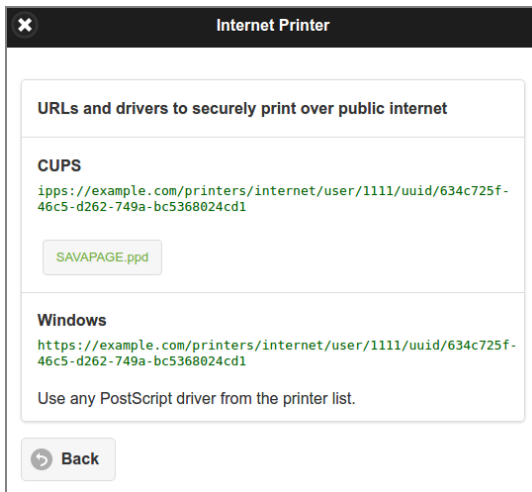 Internet Printer
URLs and drivers to securely print over public internet
CUPS
ipps://example.com/printers/internet/user/1111/uuid/634c725f-
46c5-d262-749a-bc5368024cd1
SAVAPAGE.ppd
Windows
https://example.com/printers/internet/user/1111/uuid/634c725f-
46c5-d262-749a-bc5368024cd1
Use any PostScript driver from the printer list.
Back